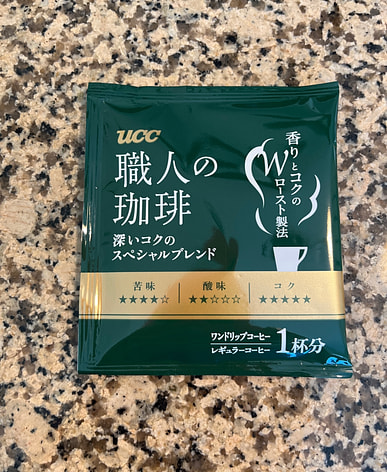 ucc
職人の
珈琲
深いコクの
スペシャルブレンド
香りとコクの
Wロースト製法
苦味 酸味 コク
★★★★☆ ★★☆☆☆ ★★★★★
ワンドリップコーヒー
レギュラーコーヒー
1杯分